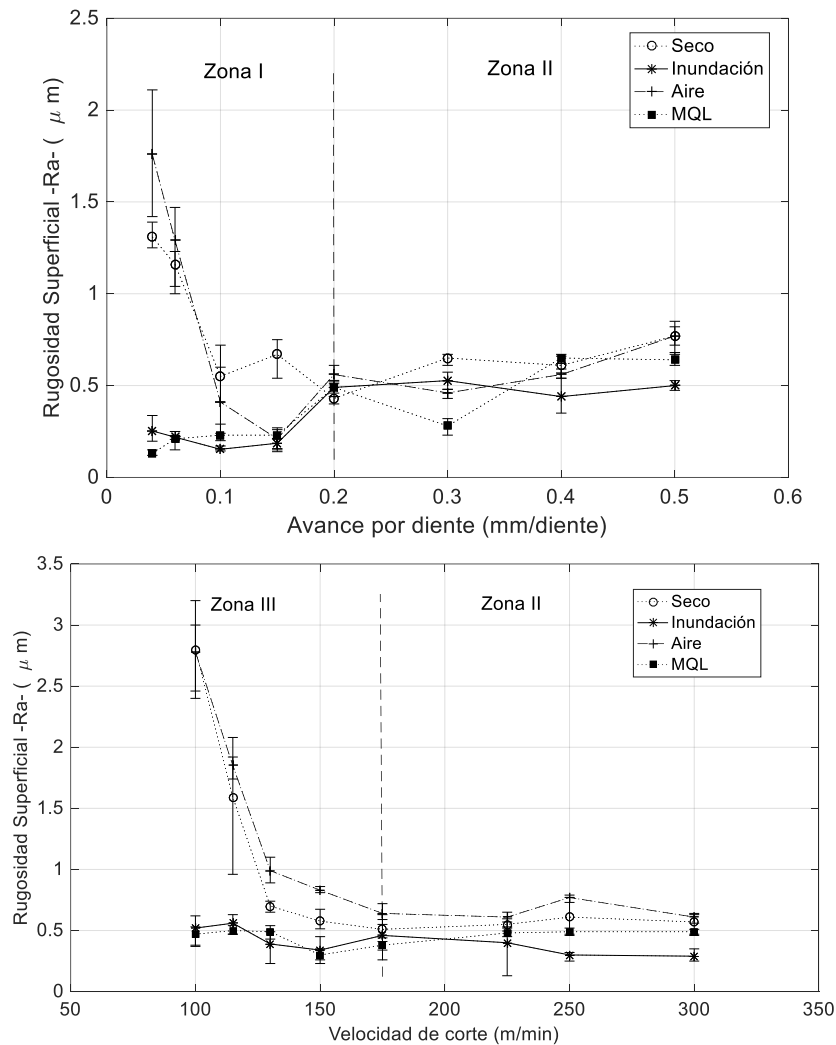 2.5
Zona I
Zona II
Seco
Inundación
Aire
MQL
2
1.5
1
0.5
0
Rugosidad Superficial -Ra- ( μ m)
0
0.1
0.2
0.3
0.4
0.5
0.6
Avance por diente (mm/diente)
3.5
Zona III
Zona II
Seco
Inundación
Aire
MQL
3
2.5
2
1.5
1
0.5
0
Rugosidad Superficial -Ra- ( μ m)
50
100
150
200
250
300
350
Velocidad de corte (m/min)